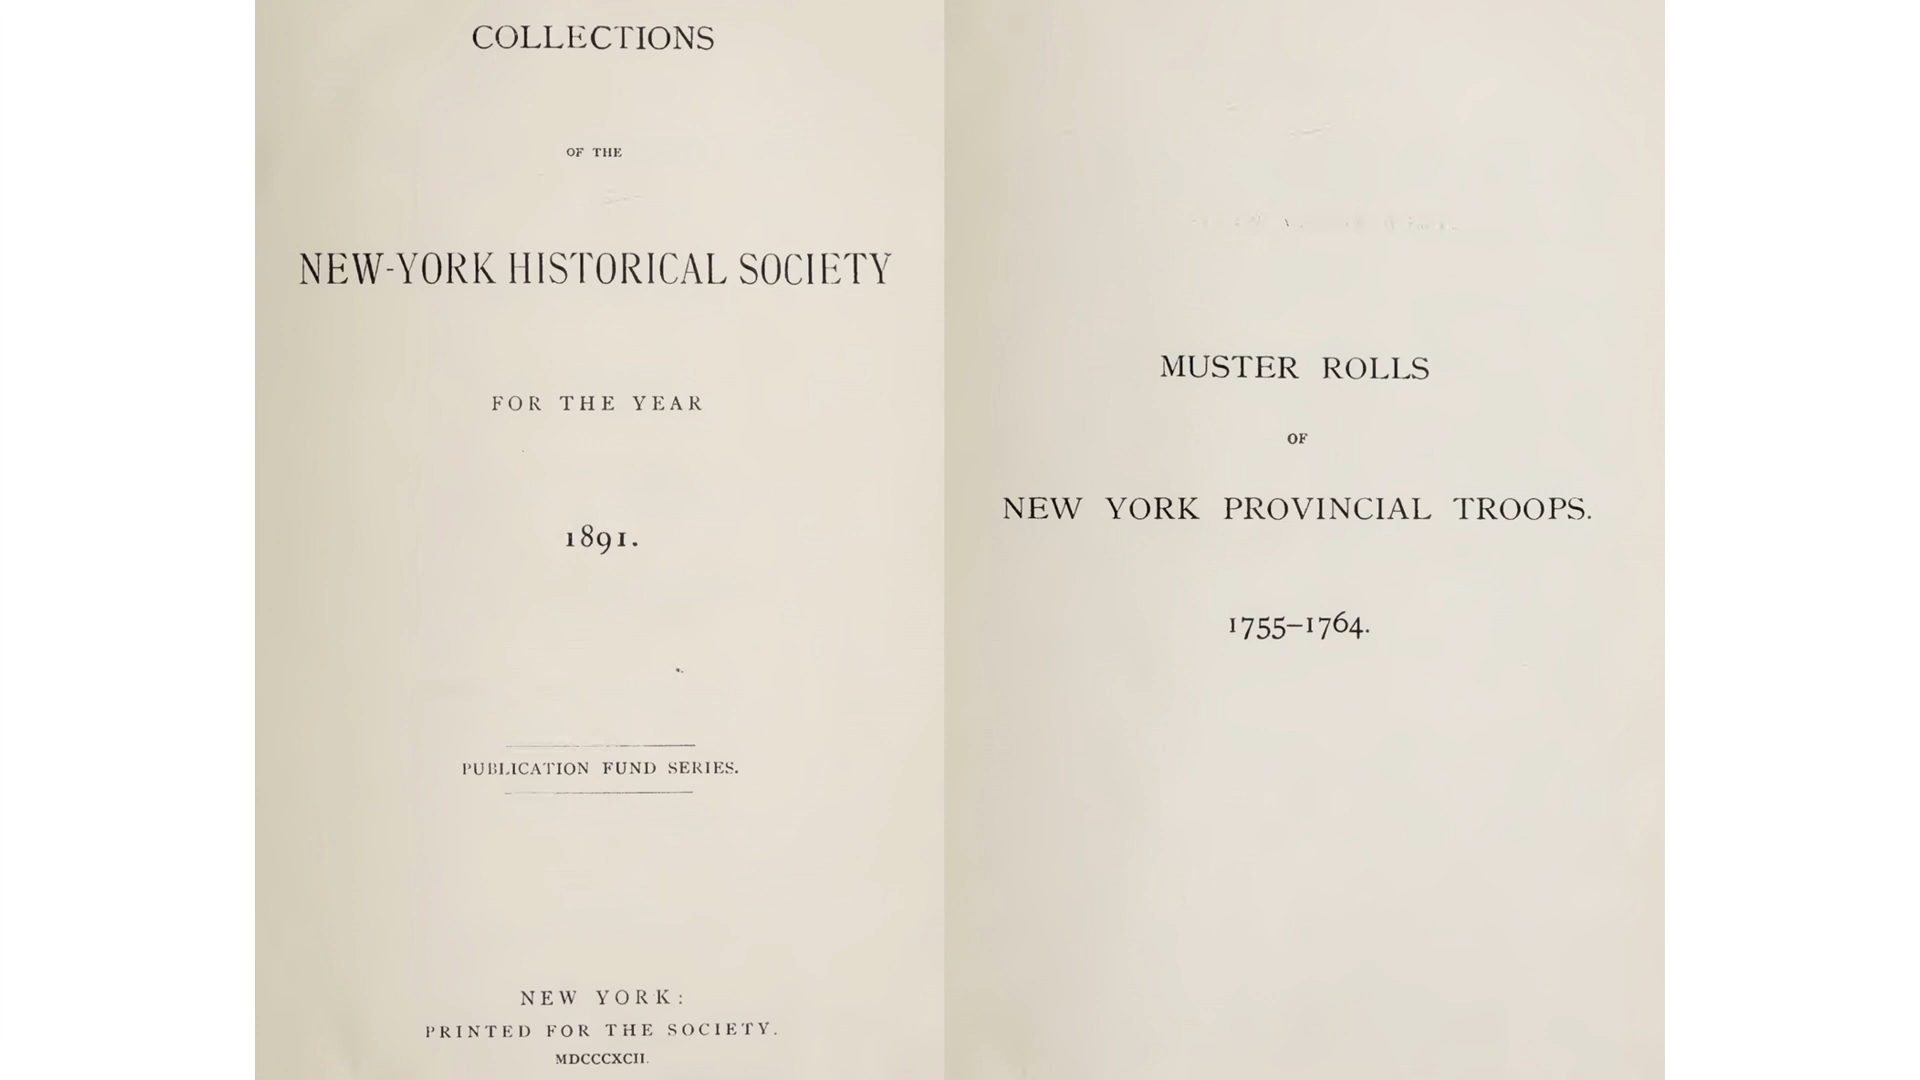 COLLECTIONS
OF THE
NEW-YORK HISTORICAL SOCIETY
FOR THE YEAR
1891.
PUBLICATION FUND SERIES.
NEW YORK:
PRINTED FOR THE SOCIETY.
MDCCCXCII.
MUSTER ROLLS
OF
NEW YORK PROVINCIAL TROOPS.
1755–1764.